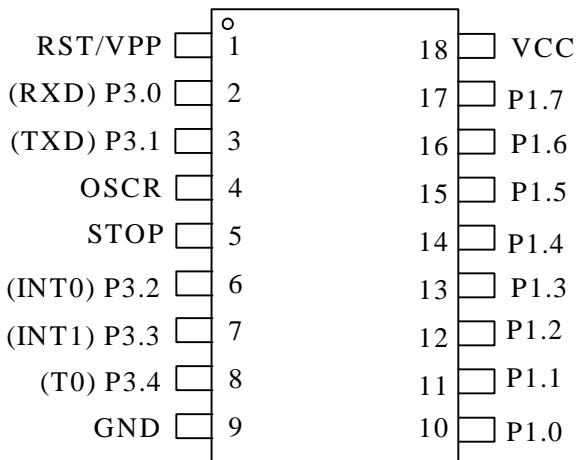 RST/VPP 1 18 VCC
(RXD) P3.0 2 17 P1.7
(TXD) P3.1 3 16 P1.6
OSCR 4 15 P1.5
STOP 5 14 P1.4
(INT0) P3.2 6 13 P1.3
(INT1) P3.3 7 12 P1.2
(T0) P3.4 8 11 P1.1
GND 9 10 P1.0